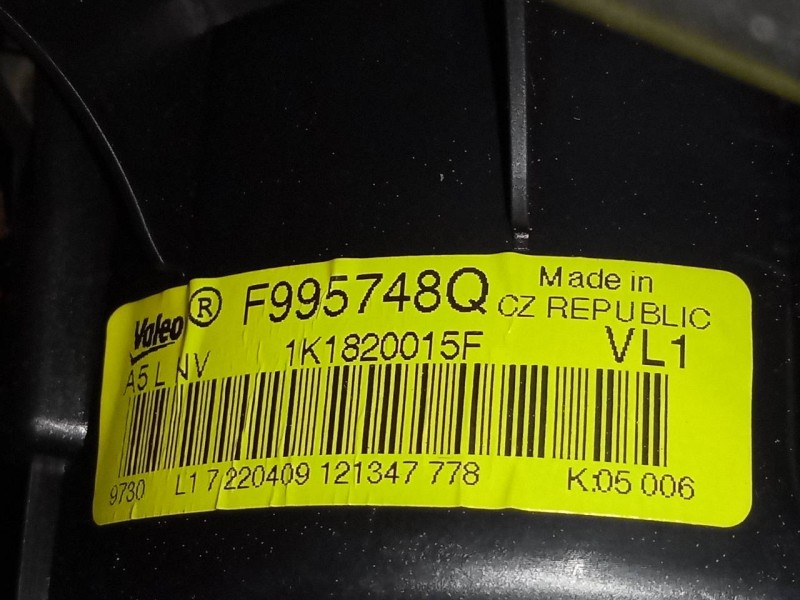 Valeo ® F995748Q Made in
CZ REPUBLIC
A5 L NV 1K1820015F VL1
9730 L1 7 220409 121347 778 K:05 006